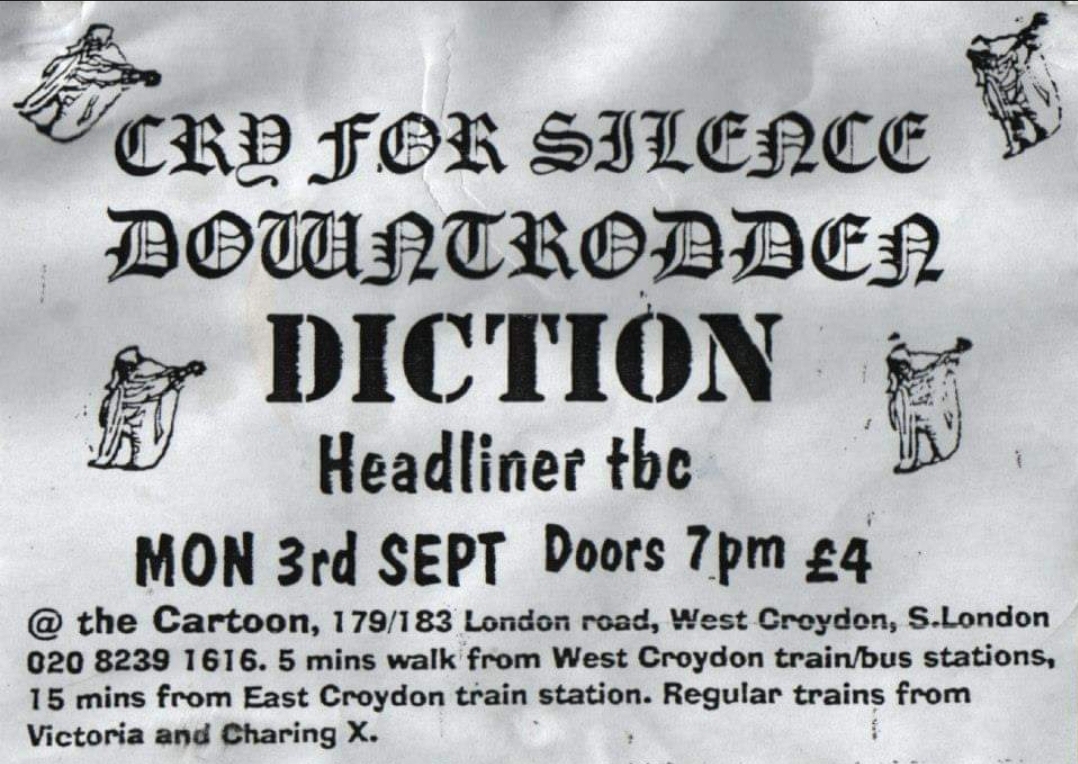 CRY FOR SILENCE
DOWNTRODDEN
DICTION
Headliner tbc
MON 3rd SEPT Doors 7pm £4
@ the Cartoon, 179/183 London road, West Croydon, S.London
020 8239 1616. 5 mins walk from West Croydon train/bus stations,
15 mins from East Croydon train station. Regular trains from
Victoria and Charing X.